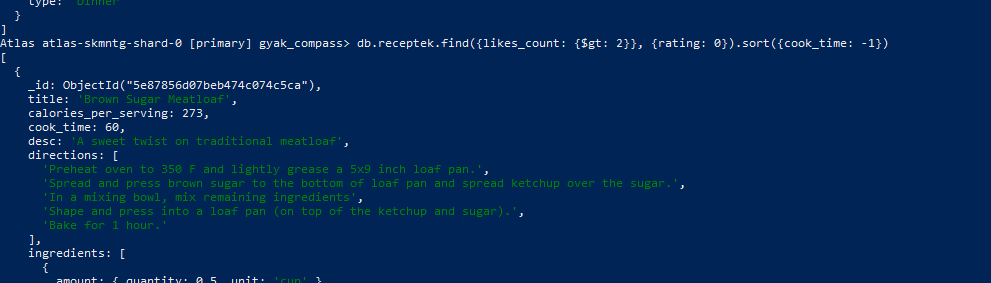 type: 'Dinner'
}
]
Atlas atlas-skmntg-shard-0 [primary] gyak_compass> db.receptek.find({likes_count: {$gt: 2}}, {rating: 0}).sort({cook_time: -1})
[
{
_id: ObjectId("5e87856d07beb474c074c5ca"),
title: 'Brown Sugar Meatloaf',
calories_per_serving: 273,
cook_time: 60,
desc: 'A sweet twist on traditional meatloaf',
directions: [
'Preheat oven to 350 F and lightly grease a 5x9 inch loaf pan.',
'Spread and press brown sugar to the bottom of loaf pan and spread ketchup over the sugar.',
'In a mixing bowl, mix remaining ingredients',
'Shape and press into a loaf pan (on top of the ketchup and sugar).',
'Bake for 1 hour.'
],
ingredients: [
{
amount: { quantity: 0.5, unit: 'cup' }